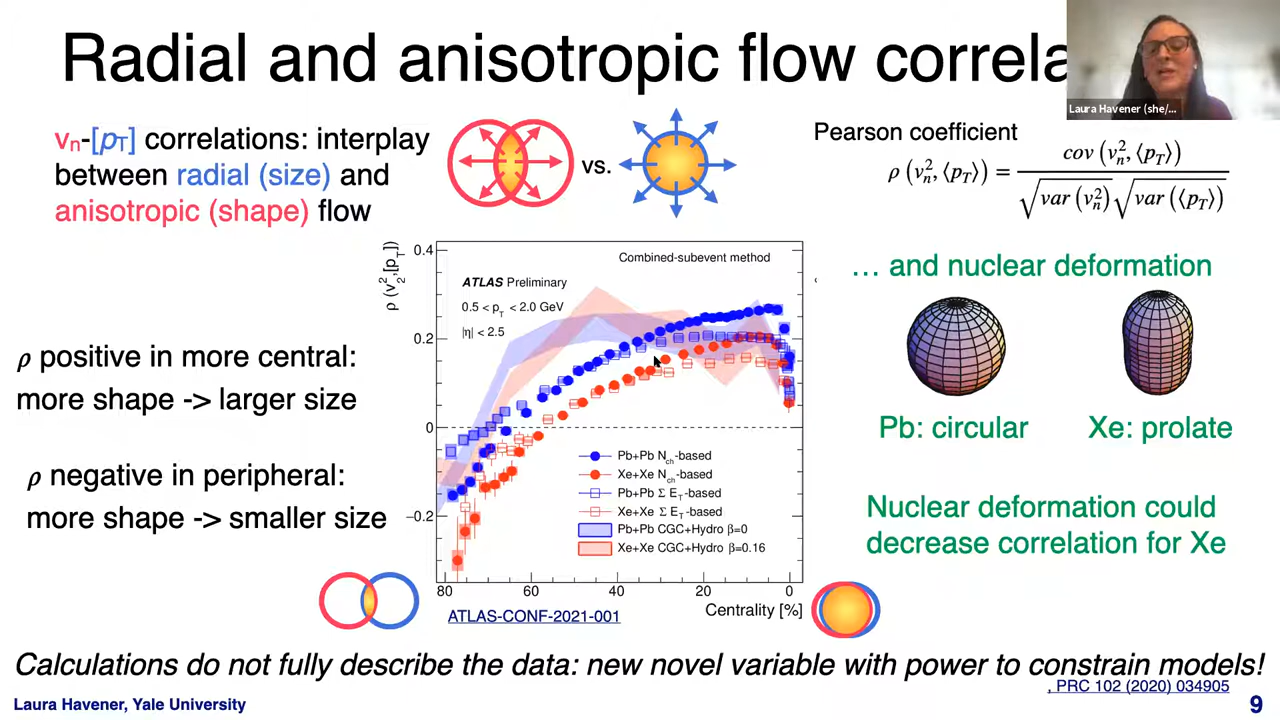 Radial and anisotropic flow correla
Laura Havener (she/...
vn-[pT] correlations: interplay
between radial (size) and
anisotropic (shape) flow
vs.
Pearson coefficient
ρ (vn², ⟨pT⟩) = cov (vn², ⟨pT⟩) / √var (vn²) √var (⟨pT⟩)
... and nuclear deformation
Pb: circular
Xe: prolate
Nuclear deformation could
decrease correlation for Xe
ρ positive in more central:
more shape -> larger size
ρ negative in peripheral:
more shape -> smaller size
ρ (v2², [pT])
Combined-subevent method
ATLAS Preliminary
0.5 < pT < 2.0 GeV
|η| < 2.5
0.4
0.2
0
−0.2
Pb+Pb Nch-based
Xe+Xe Nch-based
Pb+Pb Σ ET-based
Xe+Xe Σ ET-based
Pb+Pb CGC+Hydro β=0
Xe+Xe CGC+Hydro β=0.16
80 60 40 20 0
Centrality [%]
ATLAS-CONF-2021-001
Calculations do not fully describe the data: new novel variable with power to constrain models!
, PRC 102 (2020) 034905
Laura Havener, Yale University
9